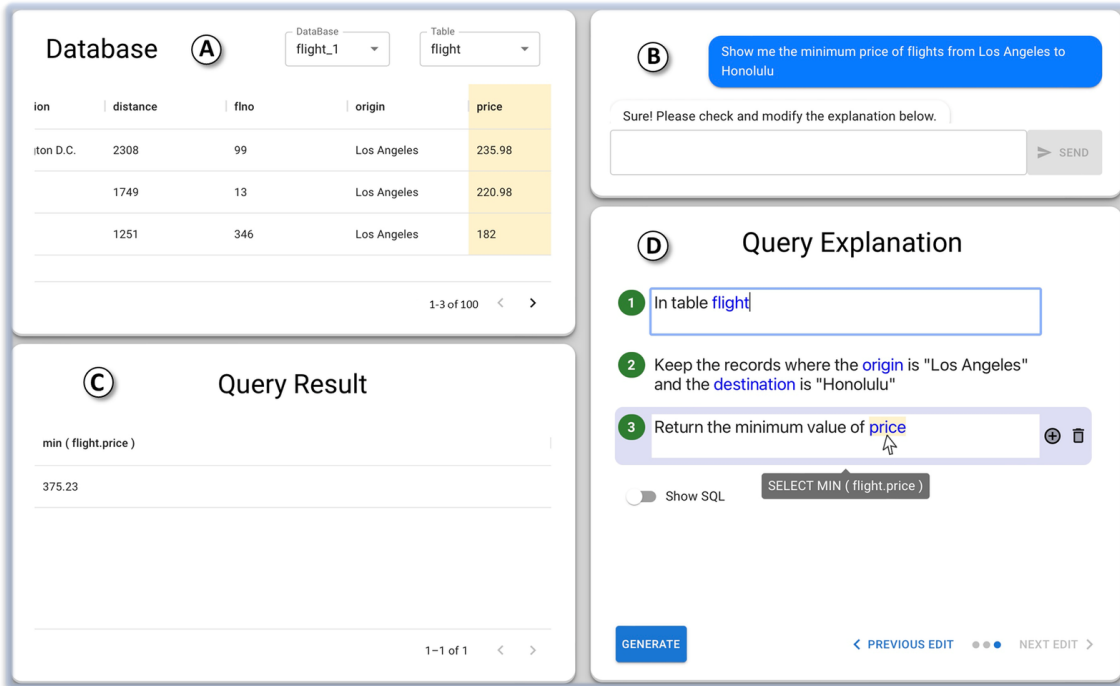 Database
A
DataBase
flight_1
Table
flight
ion distance flno origin price
ton D.C. 2308 99 Los Angeles 235.98
1749 13 Los Angeles 220.98
1251 346 Los Angeles 182
1-3 of 100
B
Show me the minimum price of flights from Los Angeles to
Honolulu
Sure! Please check and modify the explanation below.
SEND
C
Query Result
min ( flight.price )
375.23
1–1 of 1
D
Query Explanation
1 In table flight
2 Keep the records where the origin is "Los Angeles"
and the destination is "Honolulu"
3 Return the minimum value of price
SELECT MIN ( flight.price )
Show SQL
GENERATE
PREVIOUS EDIT
NEXT EDIT